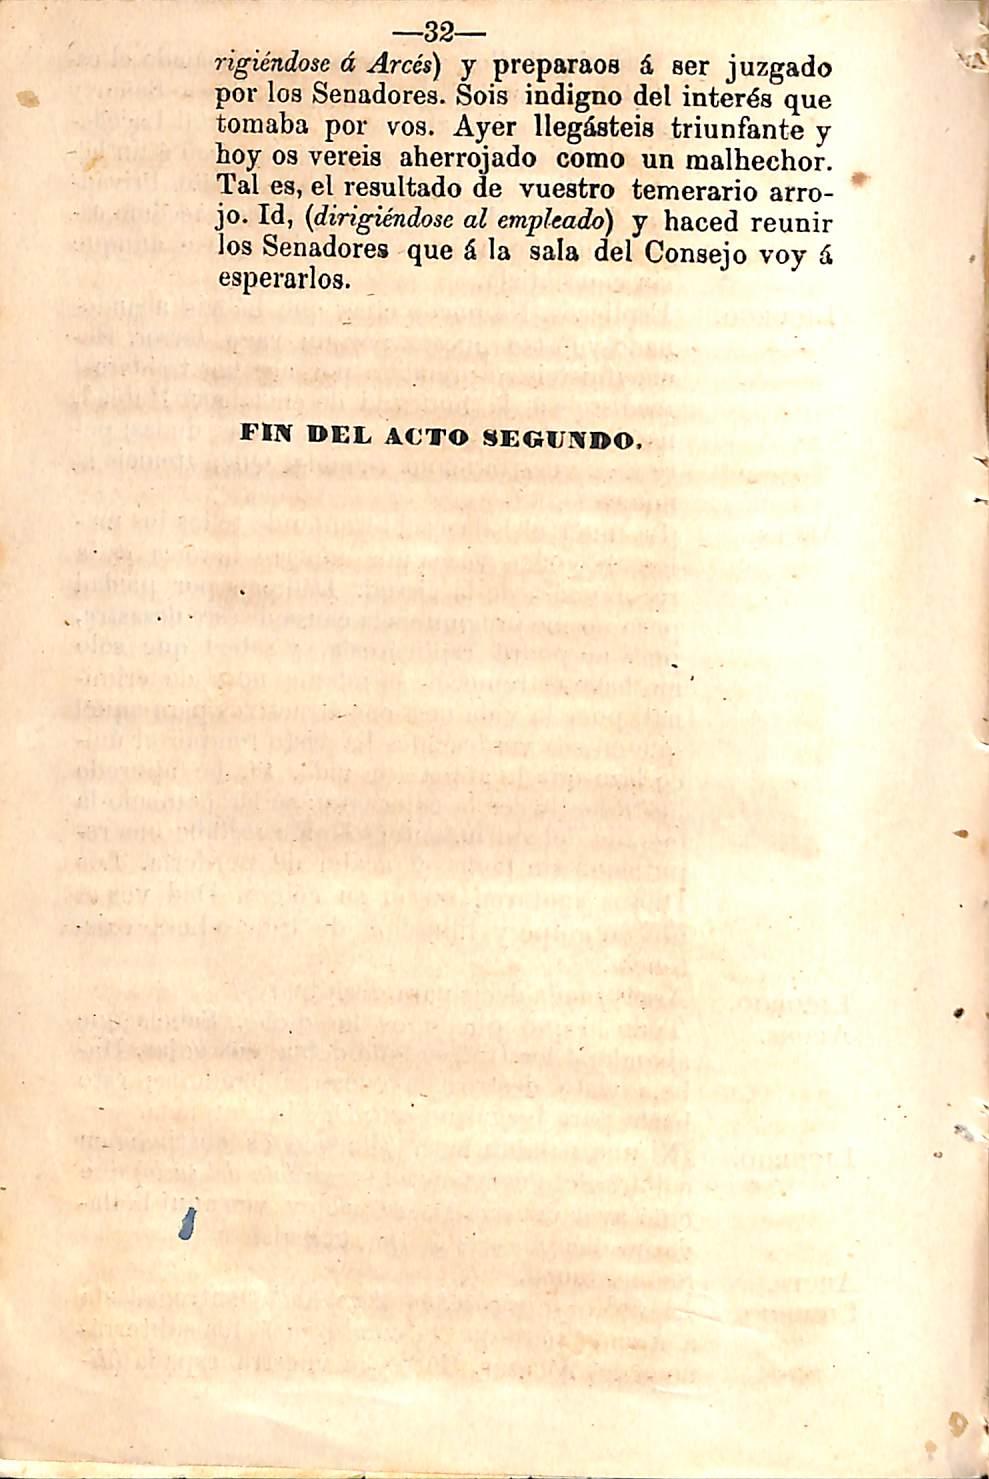 —32—
rigiéndose á Arcés) y preparaos á ser juzgado
por los Senadores. Sois indigno del interés que
tomaba por vos. Ayer llegásteis triunfante y
hoy os vereis aherrojado como un malhechor.
Tal es, el resultado de vuestro temerario arro-
jo. Id, (dirigiéndose al empleado) y haced reunir
los Senadores que á la sala del Consejo voy á
esperarlos.
FIN DEL ACTO SEGUNDO.